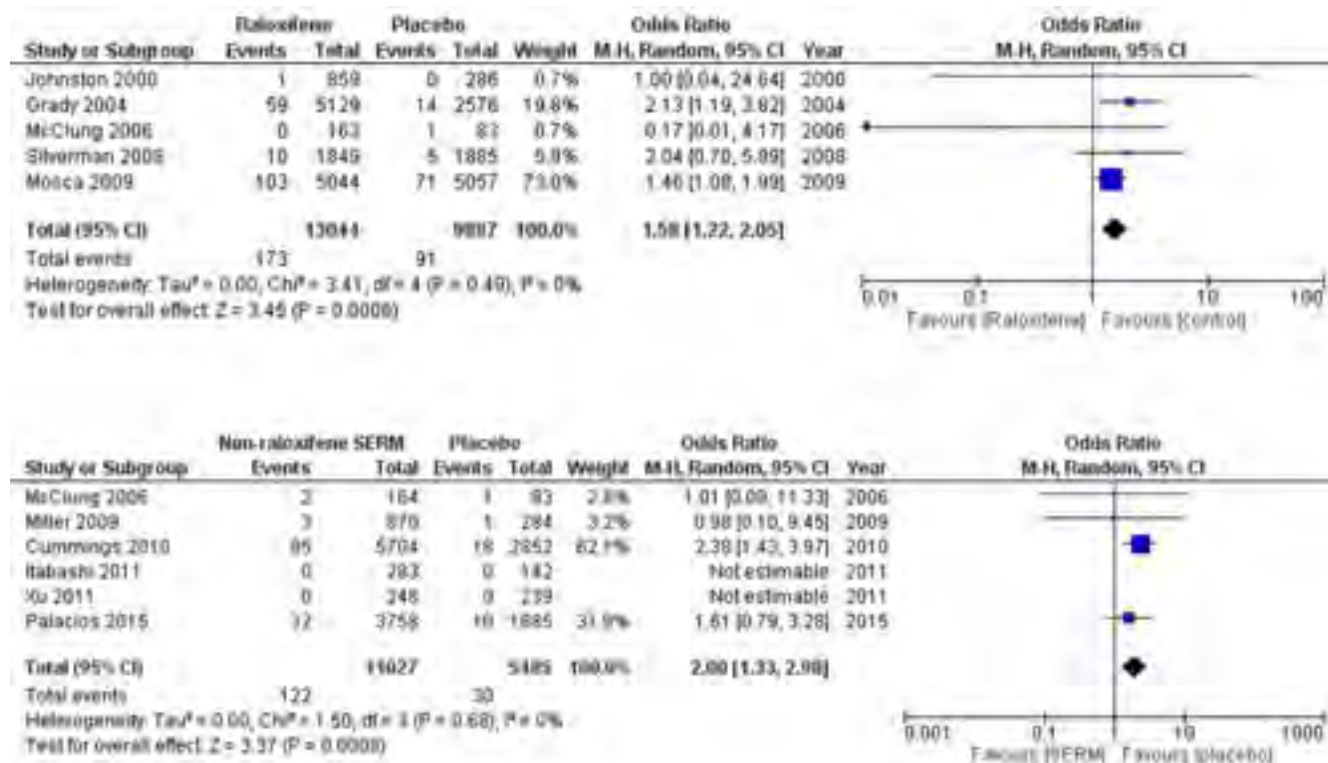 Raloxifene Placebo Odds Ratio Odds Ratio
Study or Subgroup Events Total Events Total Weight M-H, Random, 95% CI Year M-H, Random, 95% CI
Johnston 2000 1 859 0 286 0.7% 1.00 [0.04, 24.64] 2000
Grady 2004 59 5129 14 2576 19.8% 2.13 [1.19, 3.82] 2004
McClung 2006 0 163 1 83 0.7% 0.17 [0.01, 4.17] 2006
Silverman 2008 10 1849 5 1885 5.8% 2.04 [0.70, 5.99] 2008
Mosca 2009 103 5044 71 5057 73.0% 1.46 [1.08, 1.99] 2009
Total (95% CI) 13044 9887 100.0% 1.58 [1.22, 2.05]
Total events 173 91
Heterogeneity: Tau² = 0.00; Chi² = 3.41, df = 4 (P = 0.49); I² = 0%
Test for overall effect: Z = 3.45 (P = 0.0006)
0.01 0.1 1 10 100
Favours [Raloxifene] Favours [control]
Non-raloxifene SERM Placebo Odds Ratio Odds Ratio
Study or Subgroup Events Total Events Total Weight M-H, Random, 95% CI Year M-H, Random, 95% CI
McClung 2006 2 164 1 83 2.8% 1.01 [0.09, 11.33] 2006
Miller 2009 3 870 1 284 3.2% 0.98 [0.10, 9.45] 2009
Cummings 2010 85 5704 18 2852 62.1% 2.38 [1.43, 3.97] 2010
Itabashi 2011 0 283 0 142 Not estimable 2011
Xu 2011 0 248 0 239 Not estimable 2011
Palacios 2015 32 3758 10 1885 31.9% 1.61 [0.79, 3.28] 2015
Total (95% CI) 11027 5485 100.0% 2.00 [1.33, 2.98]
Total events 122 30
Heterogeneity: Tau² = 0.00; Chi² = 1.50, df = 3 (P = 0.68); I² = 0%
Test for overall effect: Z = 3.37 (P = 0.0008)
0.001 0.1 1 10 1000
Favours [SERM] Favours [placebo]